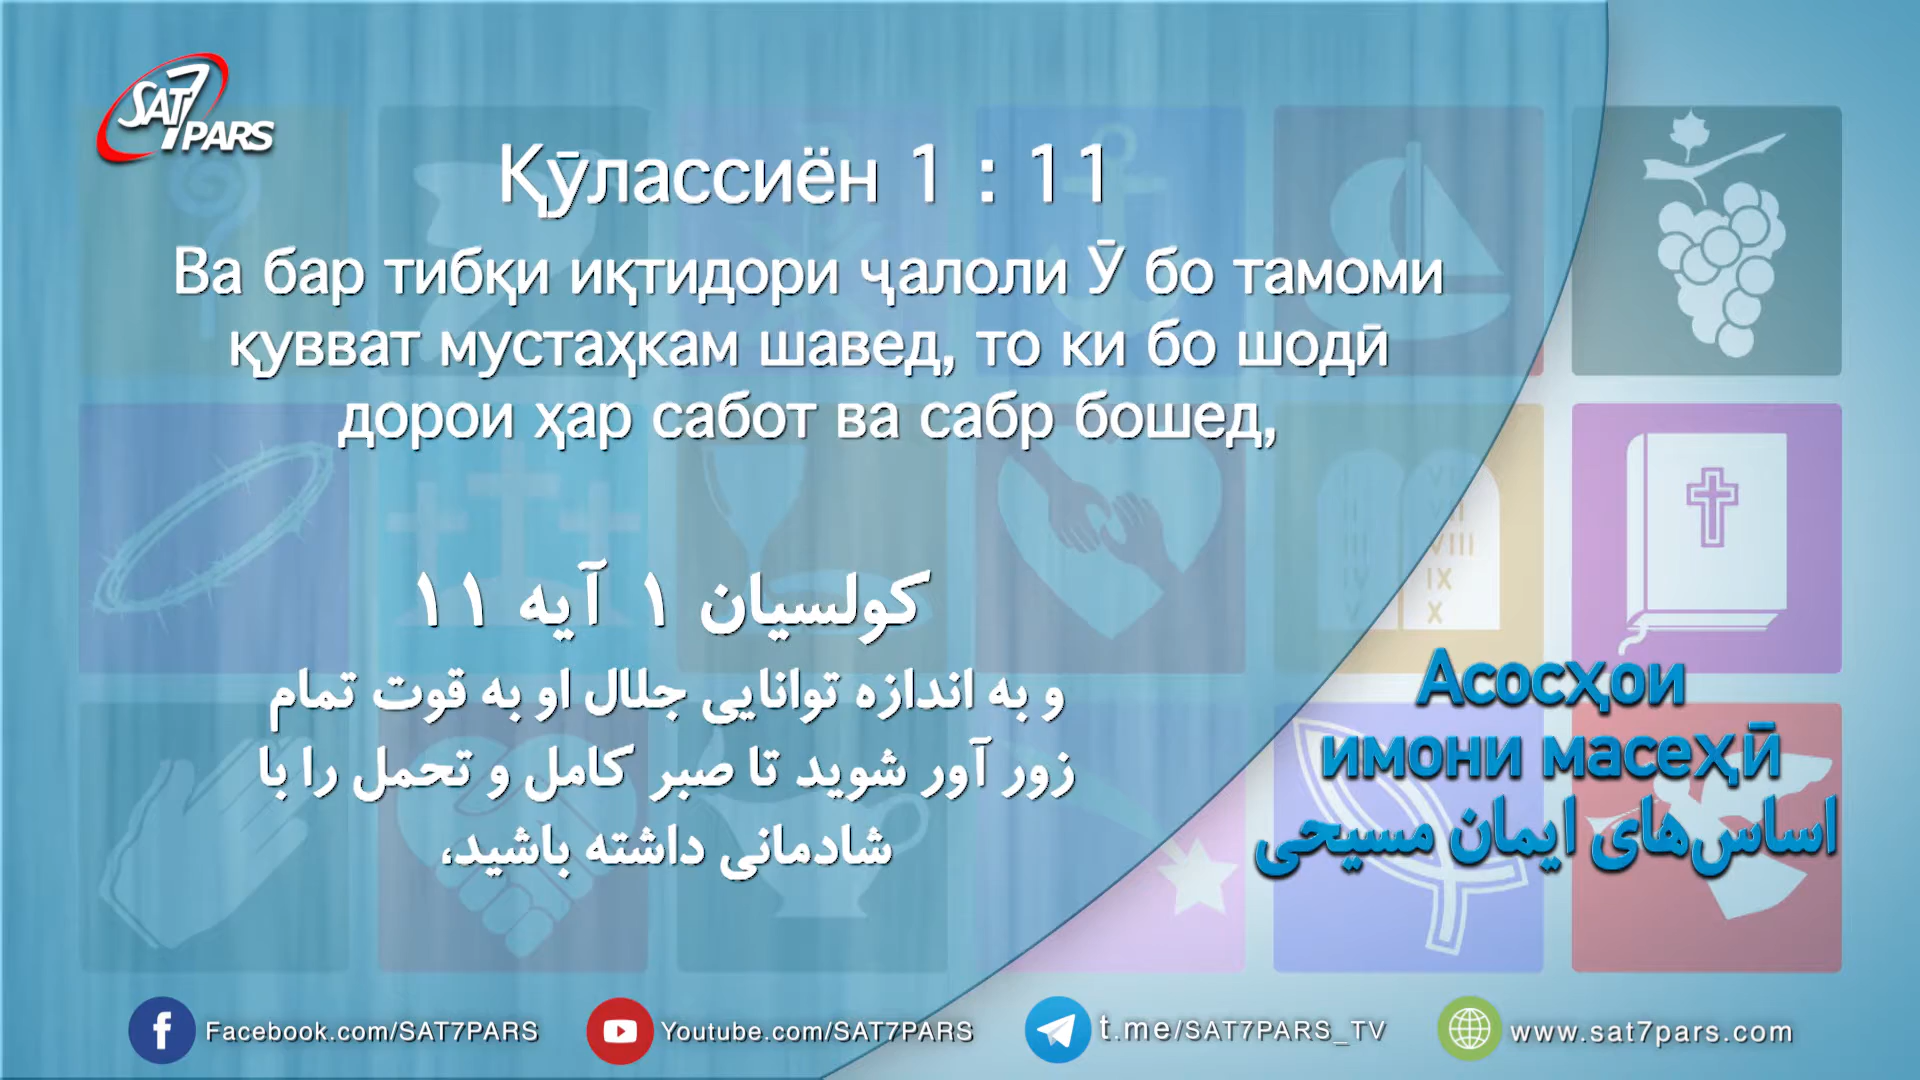 SAT7
PARS
Қӯлассиён 1 : 11
Ва бар тибқи иқтидори ҷалоли Ӯ бо тамоми
қувват мустаҳкам шавед, то ки бо шодӣ
дорои ҳар сабот ва сабр бошед,
کولسیان ۱ آیه ۱۱
و به اندازه توانایی جلال او به قوت تمام
زور آور شوید تا صبر کامل و تحمل را با
شادمانی داشته باشید،
Асосҳои
имони масеҳӣ
اساس‌های ایمان مسیحی
Facebook.com/SAT7PARS
Youtube.com/SAT7PARS
t.me/SAT7PARS_TV
www.sat7pars.com